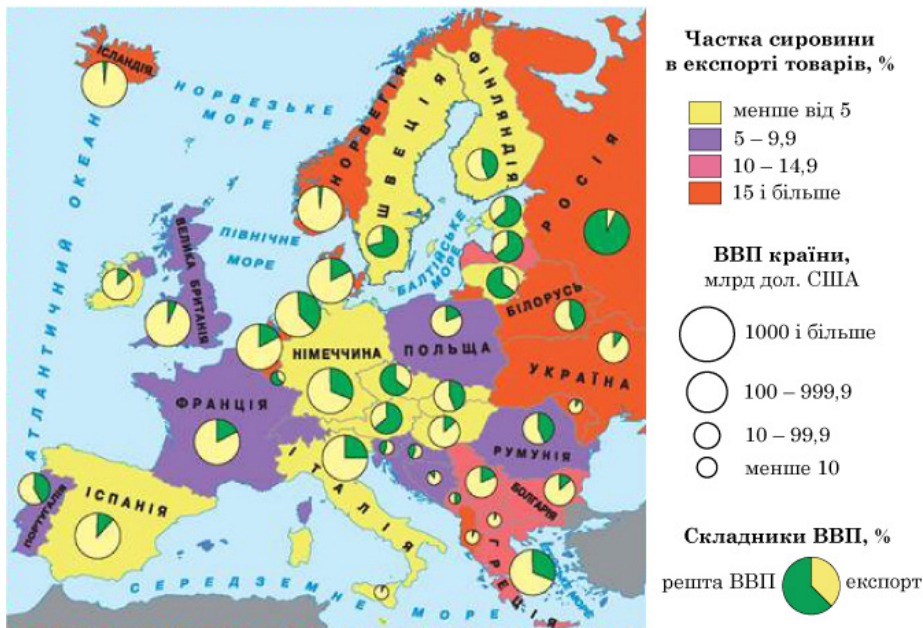 ІСЛАНДІЯ
НОРВЕЗЬКЕ
МОРЕ
АТЛАНТИЧНИЙ ОКЕАН
НОРВЕГІЯ
ШВЕЦІЯ
ФІНЛЯНДІЯ
РОСІЯ
ВЕЛИКА БРИТАНІЯ
ПІВНІЧНЕ
МОРЕ
БАЛТІЙСЬКЕ
МОРЕ
БІЛОРУСЬ
НІМЕЧЧИНА
ПОЛЬЩА
УКРАЇНА
ФРАНЦІЯ
РУМУНІЯ
ІТАЛІЯ
БОЛГАРІЯ
ПОРТУГАЛІЯ
ІСПАНІЯ
ГРЕЦІЯ
СЕРЕДЗЕМНЕ МОРЕ
МОРЕ
Частка сировини
в експорті товарів, %
менше від 5
5 – 9,9
10 – 14,9
15 і більше
ВВП країни,
млрд дол. США
1000 і більше
100 – 999,9
10 – 99,9
менше 10
Складники ВВП, %
решта ВВП
експорт